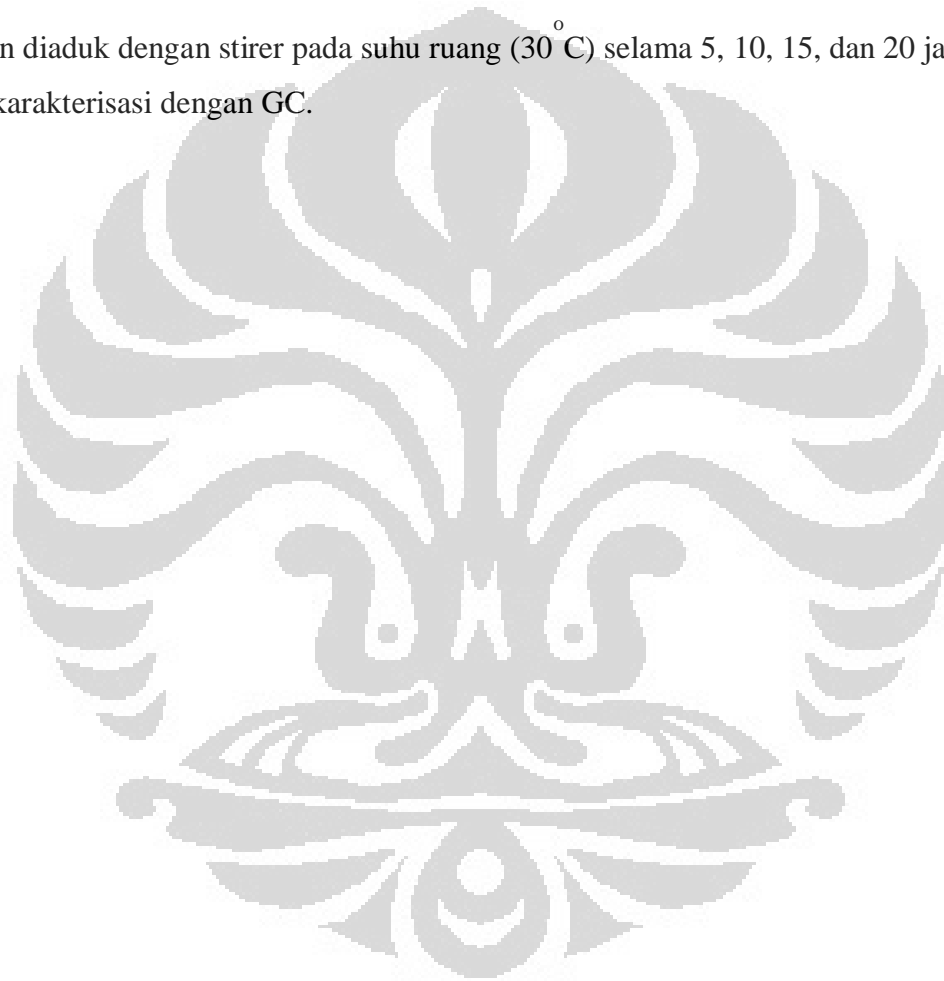 n diaduk dengan stirer pada suhu ruang (30°C) selama 5, 10, 15, dan 20 ja
karakterisasi dengan GC.